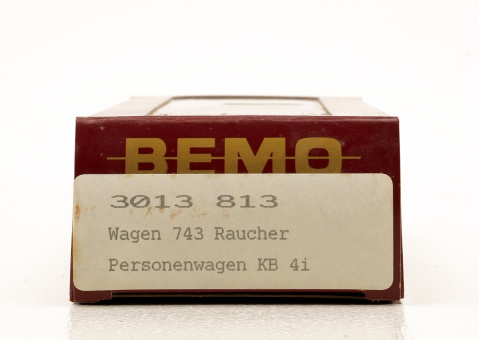 BEMO
3013 813
Wagen 743 Raucher
Personenwagen KB 4i